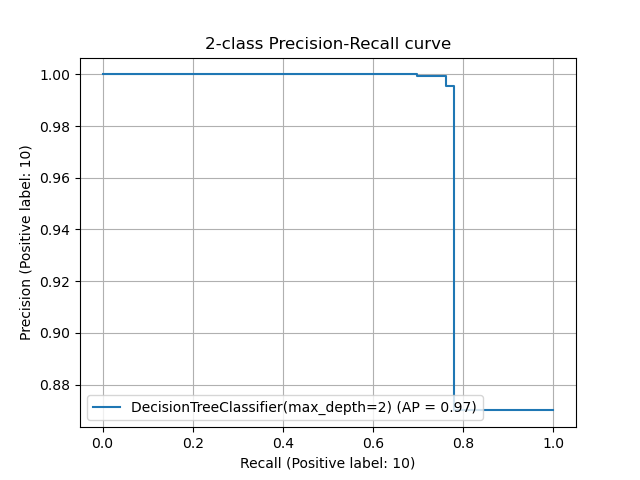 2-class Precision-Recall curve
Precision (Positive label: 10)
1.00
0.98
0.96
0.94
0.92
0.90
0.88
DecisionTreeClassifier(max_depth=2) (AP = 0.97)
0.0 0.2 0.4 0.6 0.8 1.0
Recall (Positive label: 10)